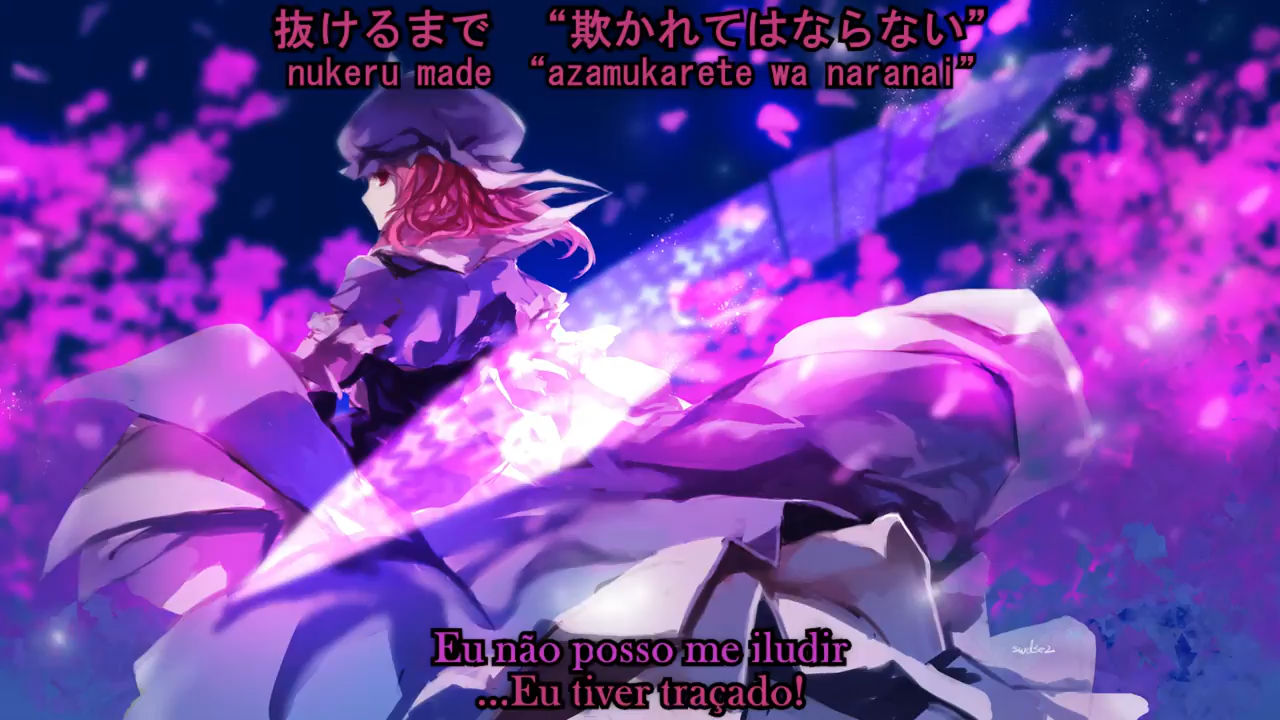 抜けるまで　“欺かれてはならない”
nukeru made “azamukarete wa naranai”
Eu não posso me iludir
...Eu tiver traçado!